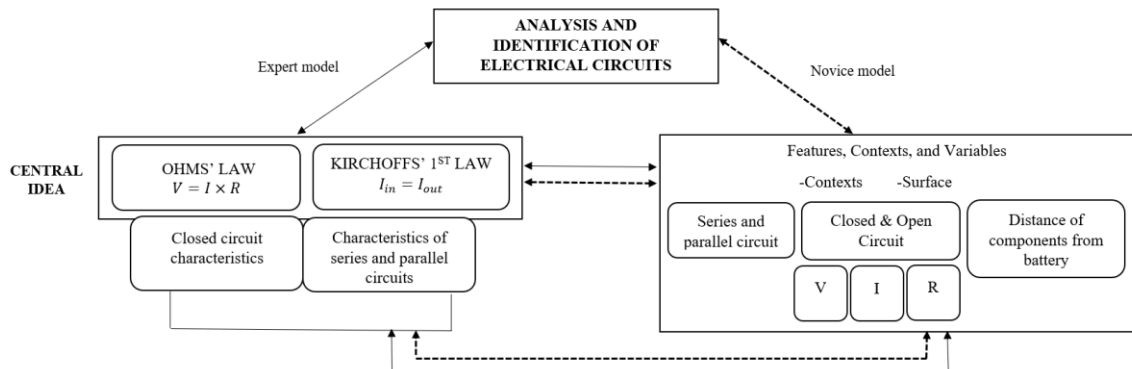 ANALYSIS AND
IDENTIFICATION OF
ELECTRICAL CIRCUITS
Expert model
Novice model
CENTRAL
IDEA
OHMS' LAW
V = I × R
KIRCHOFFS' 1ST LAW
I_in = I_out
Closed circuit
characteristics
Characteristics of
series and parallel
circuits
Features, Contexts, and Variables
-Contexts -Surface
Series and
parallel circuit
Closed & Open
Circuit
Distance of
components from
battery
V I R